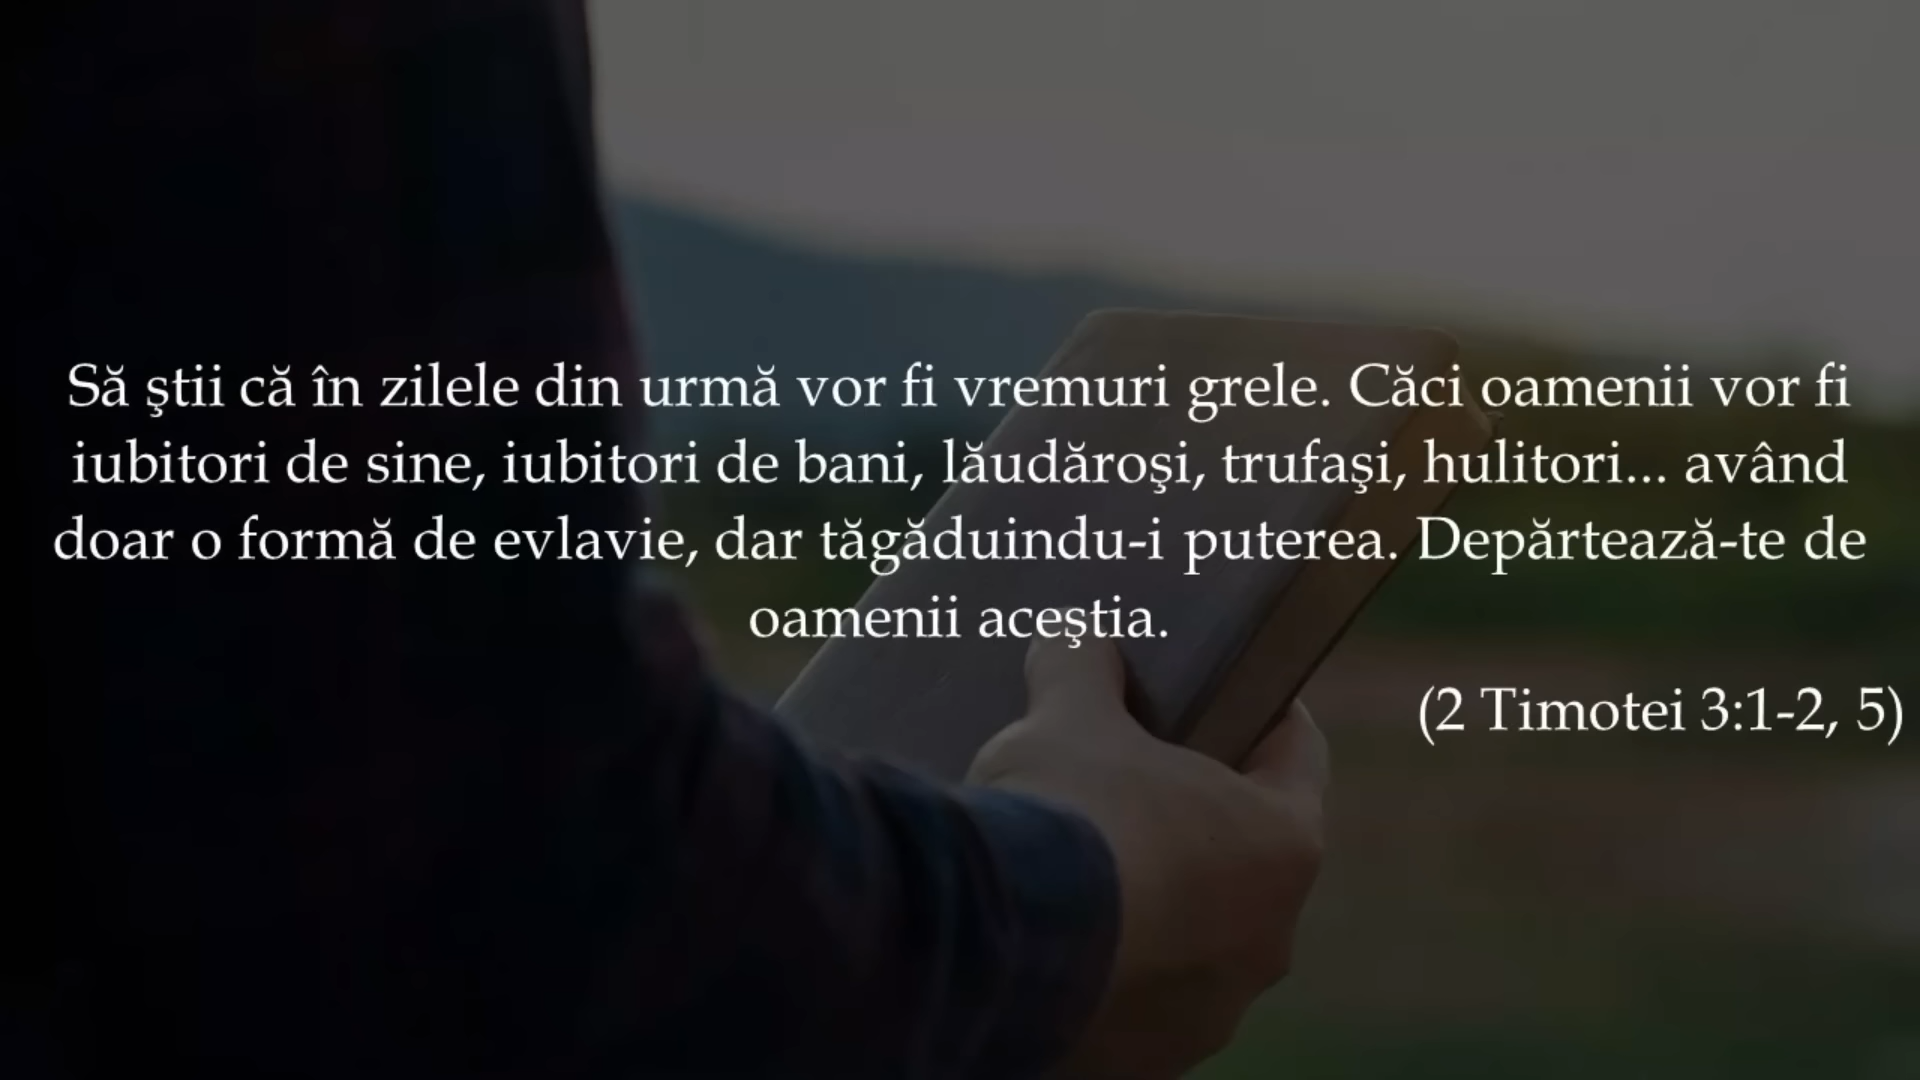 Să ştii că în zilele din urmă vor fi vremuri grele. Căci oamenii vor fi
iubitori de sine, iubitori de bani, lăudăroşi, trufaşi, hulitori... având
doar o formă de evlavie, dar tăgăduindu-i puterea. Depărtează-te de
oamenii aceştia.
(2 Timotei 3:1-2, 5)